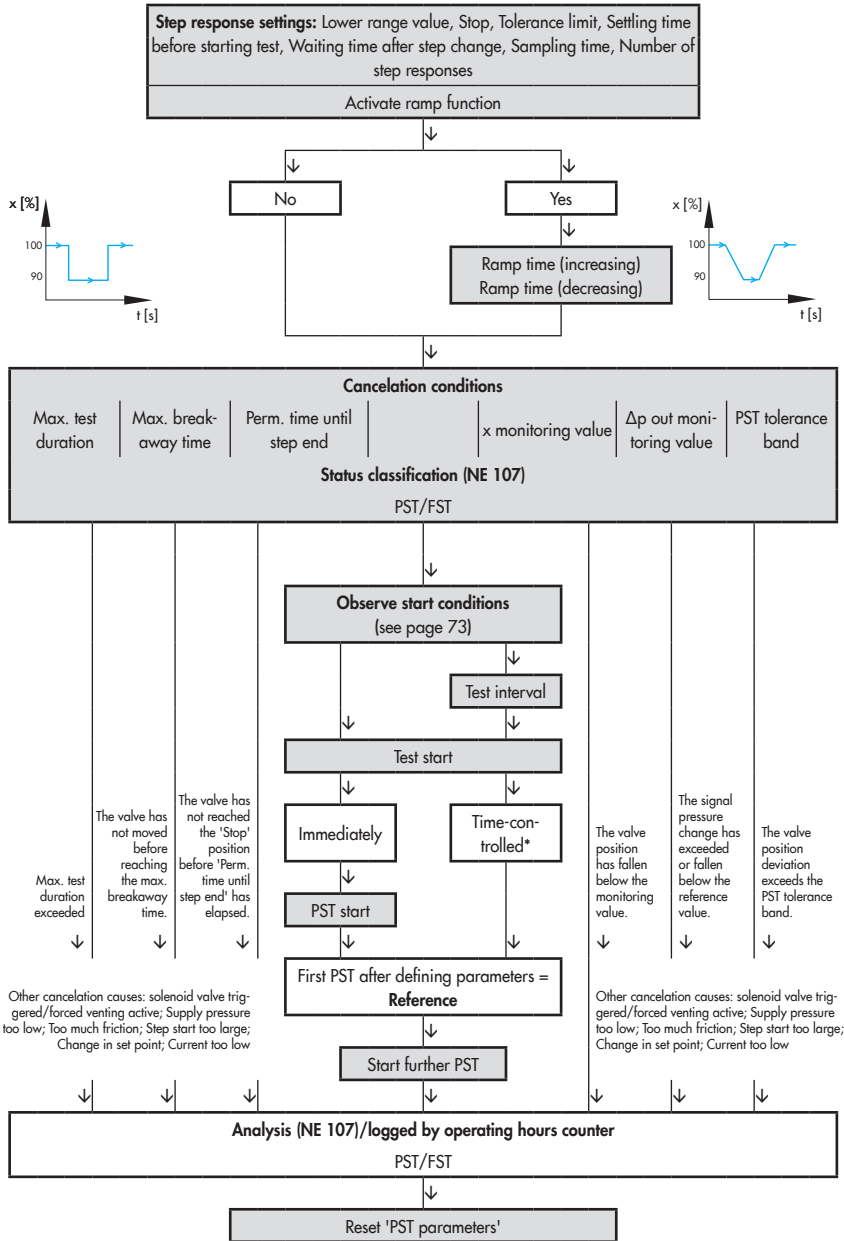 Step response settings: Lower range value, Stop, Tolerance limit, Settling time
before starting test, Waiting time after step change, Sampling time, Number of
step responses
Activate ramp function
No
Yes
x [%]
100
90
t [s]
Ramp time (increasing)
Ramp time (decreasing)
x [%]
100
90
t [s]
Cancelation conditions
Max. test
duration
Max. break-
away time
Perm. time until
step end
x monitoring value
Δp out moni-
toring value
PST tolerance
band
Status classification (NE 107)
PST/FST
Observe start conditions
(see page 73)
Test interval
Test start
Immediately
Time-con-
trolled*
PST start
Max. test
duration
exceeded
The valve has
not moved
before
reaching
the max.
breakaway
time.
The valve has
not reached
the 'Stop'
position
before 'Perm.
time until
step end' has
elapsed.
The valve
position
has fallen
below the
monitoring
value.
The signal
pressure
change has
exceeded
or fallen
below the
reference
value.
The valve
position
deviation
exceeds the
PST tolerance
band.
First PST after defining parameters =
Reference
Other cancelation causes: solenoid valve trig-
gered/forced venting active; Supply pressure
too low; Too much friction; Step start too large;
Change in set point; Current too low
Other cancelation causes: solenoid valve trig-
gered/forced venting active; Supply pressure
too low; Too much friction; Step start too large;
Change in set point; Current too low
Start further PST
Analysis (NE 107)/logged by operating hours counter
PST/FST
Reset 'PST parameters'